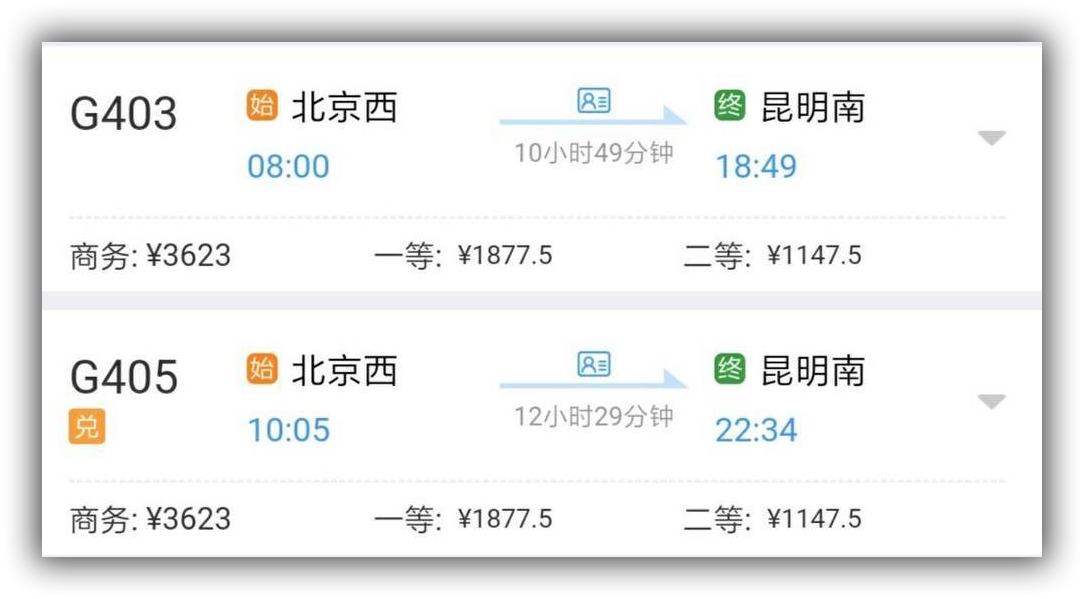 G403 始 北京西 终 昆明南
08:00 10小时49分钟 18:49
商务: ¥3623 一等: ¥1877.5 二等: ¥1147.5
G405 始 北京西 终 昆明南
兑 10:05 12小时29分钟 22:34
商务: ¥3623 一等: ¥1877.5 二等: ¥1147.5